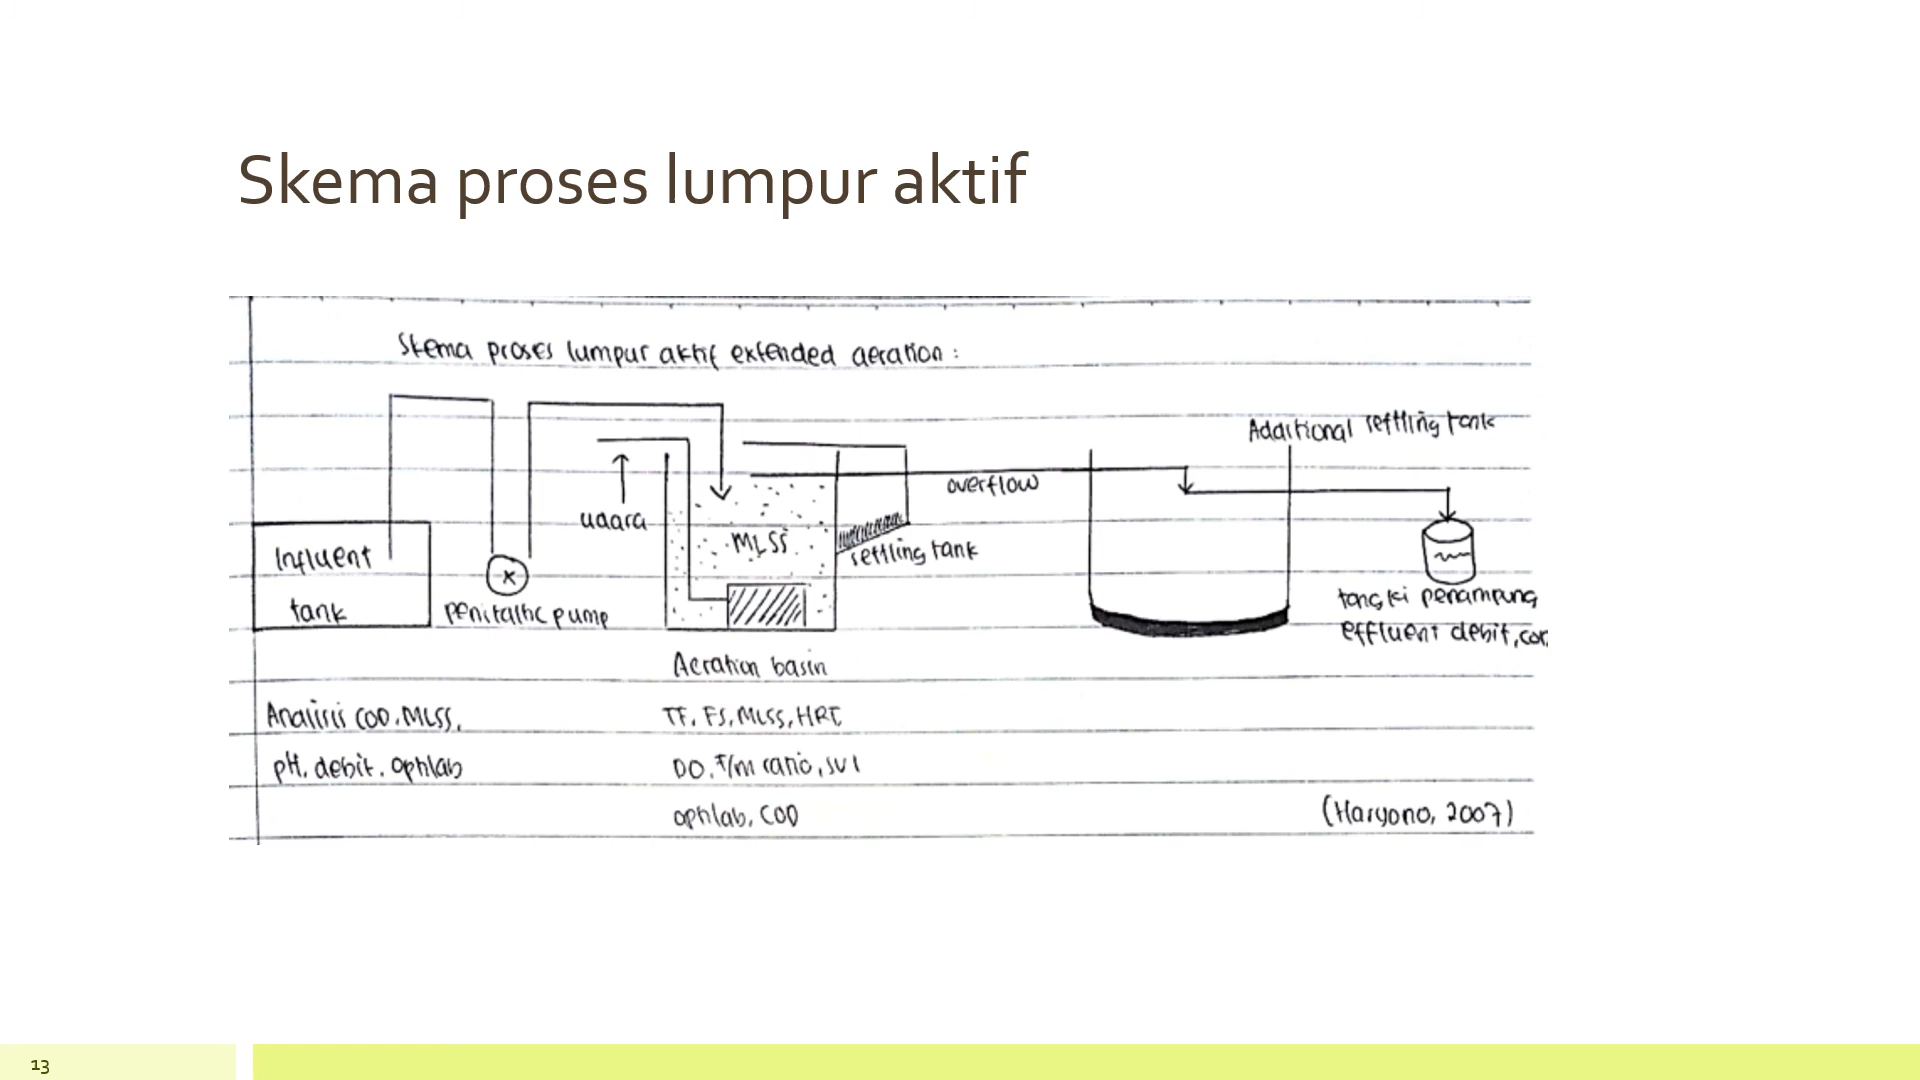 Skema proses lumpur aktif
Skema proses lumpur aktif extended aeration :
Additional settling tank
overflow
udara
MLSS
settling tank
Influent
tank
penitaltic pump
tangki penampung
effluent debit, cor
Aeration basin
Analisis COD, MLSS,
pH, debit, ophlab
TF, FS, MLSS, HRT
DO, F/m ratio, SVI
ophlab, COD
(Haryono, 2007)
13